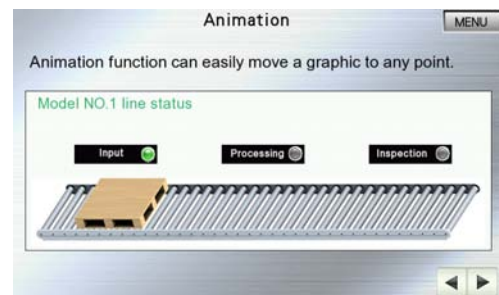 Animation
MENU
Animation function can easily move a graphic to any point.
Model NO.1 line status
Input
Processing
Inspection